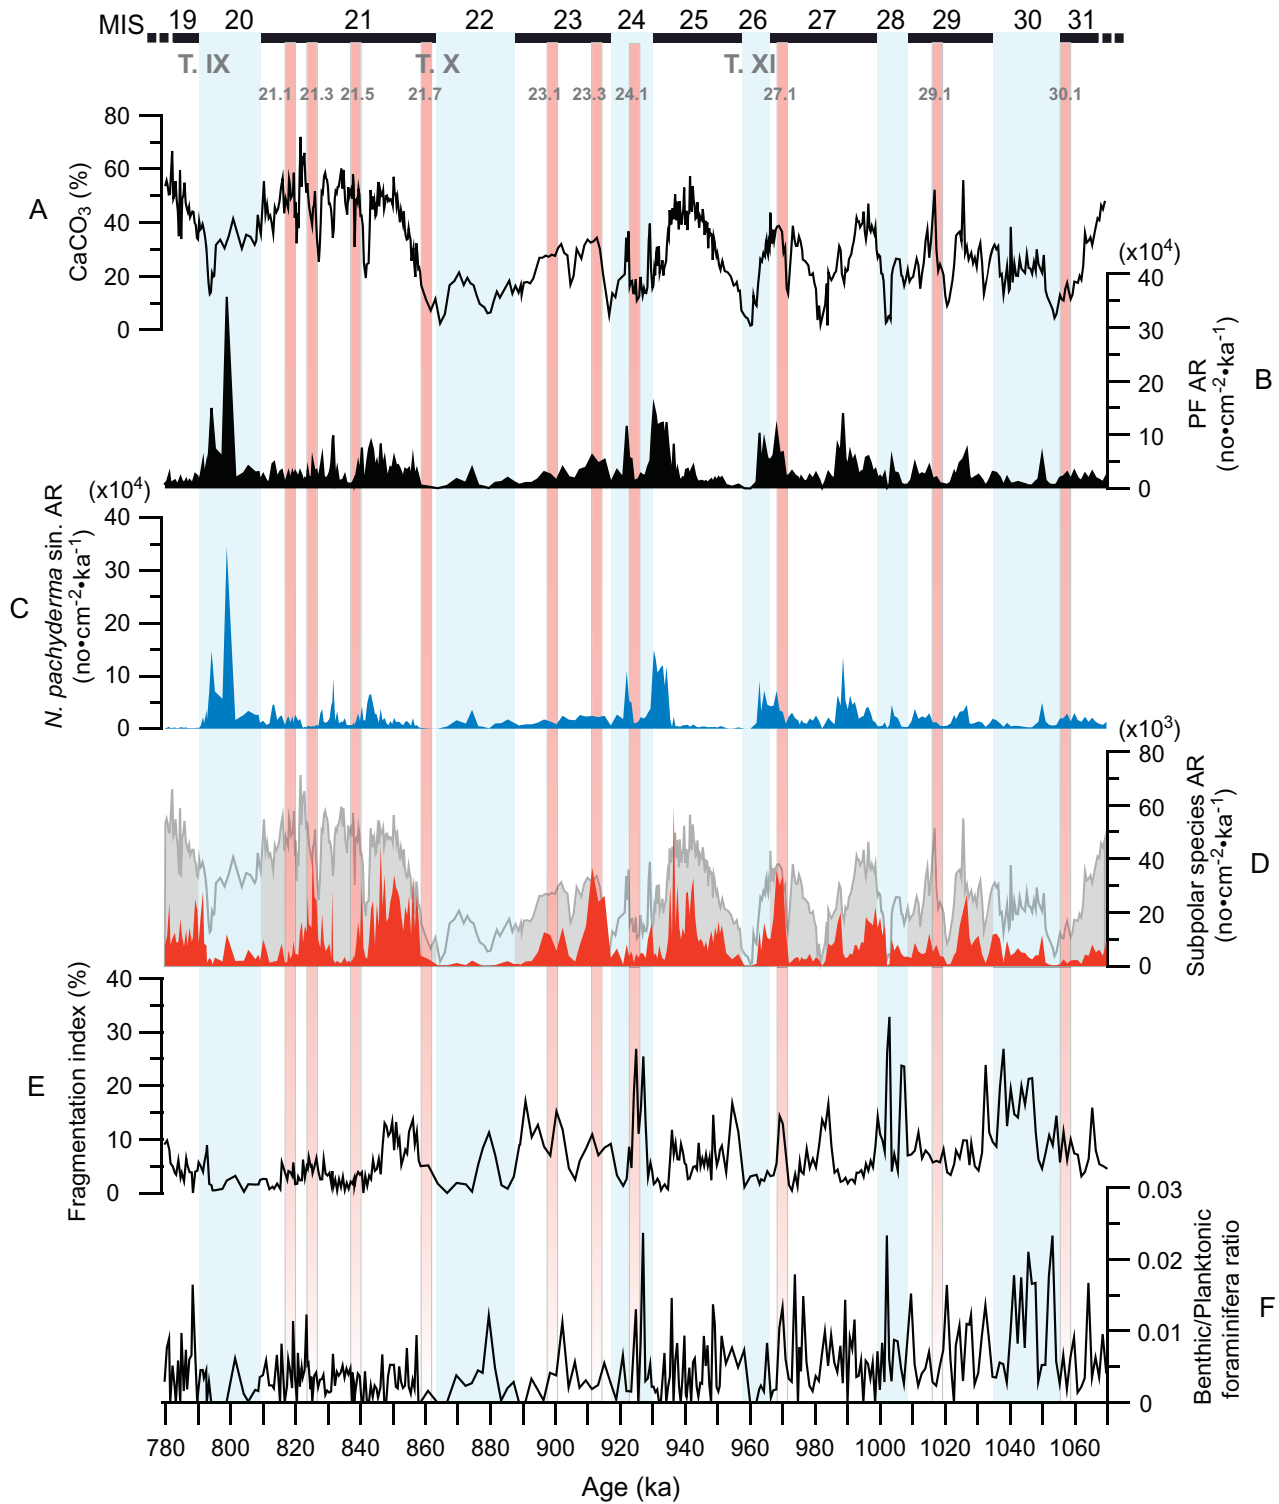 MIS 19 20 21 22 23 24 25 26 27 28 29 30 31
T. IX T. X T. XI
21.1 21.3 21.5 21.7 23.1 23.3 24.1 27.1 29.1 30.1
A
CaCO₃ (%)
80
60
40
20
0
B
PF AR
(no•cm⁻²•ka⁻¹)
(x10⁴)
40
30
20
10
0
C
N. pachyderma sin. AR
(no•cm⁻²•ka⁻¹)
(x10⁴)
40
30
20
10
0
D
Subpolar species AR
(no•cm⁻²•ka⁻¹)
(x10³)
80
60
40
20
0
E
Fragmentation index (%)
40
30
20
10
0
F
Benthic/Planktonic
foraminifera ratio
0.03
0.02
0.01
0
780 800 820 840 860 880 900 920 940 960 980 1000 1020 1040 1060
Age (ka)